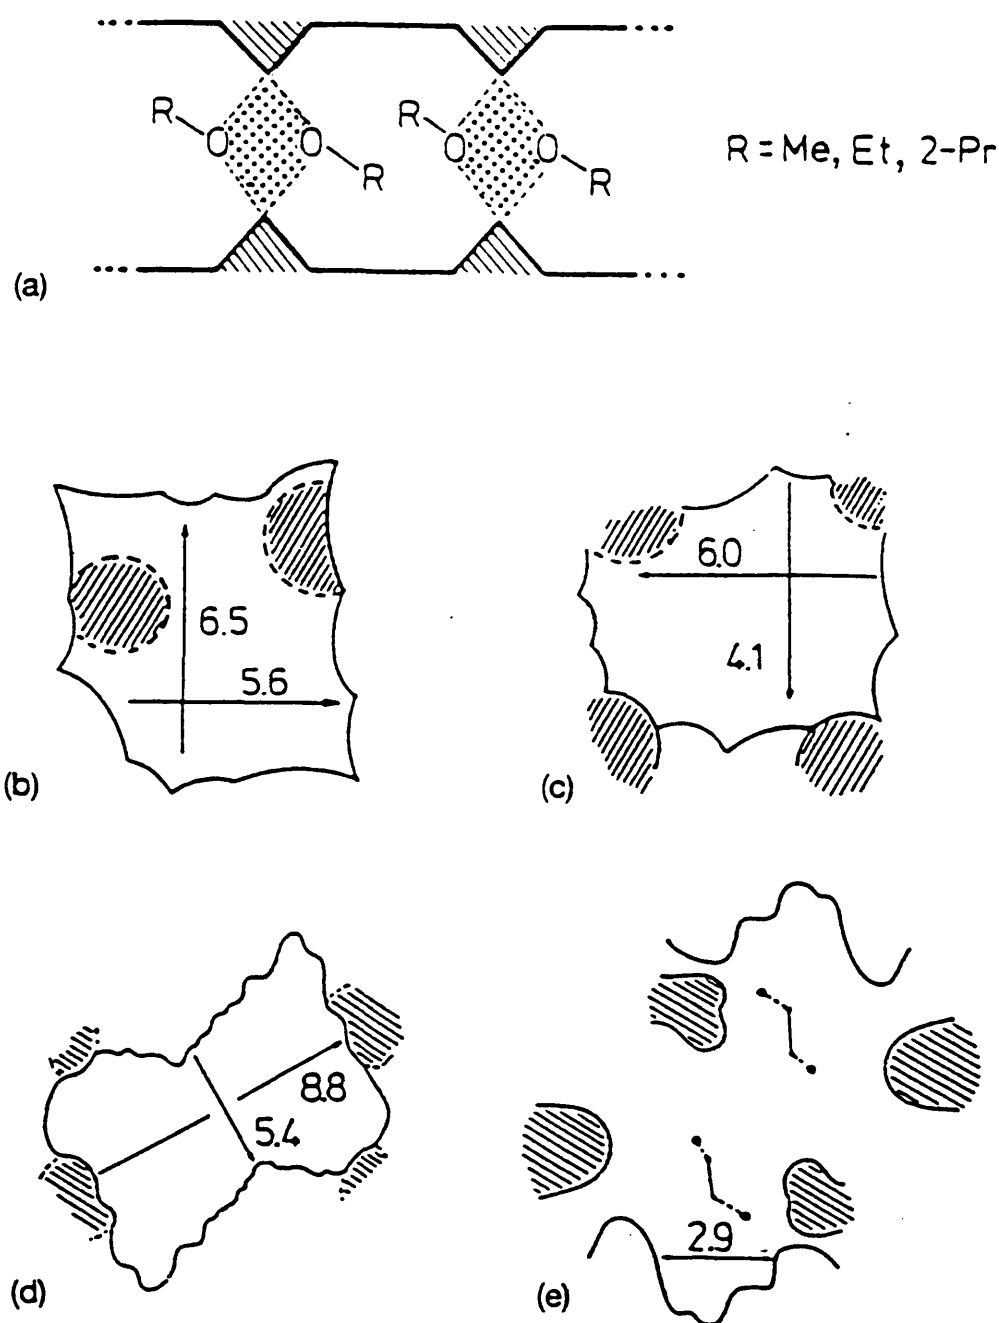 R O O R R O O R
R = Me, Et, 2-Pr
(a)
6.5
5.6
(b)
6.0
4.1
(c)
8.8
5.4
(d)
2.9
(e)